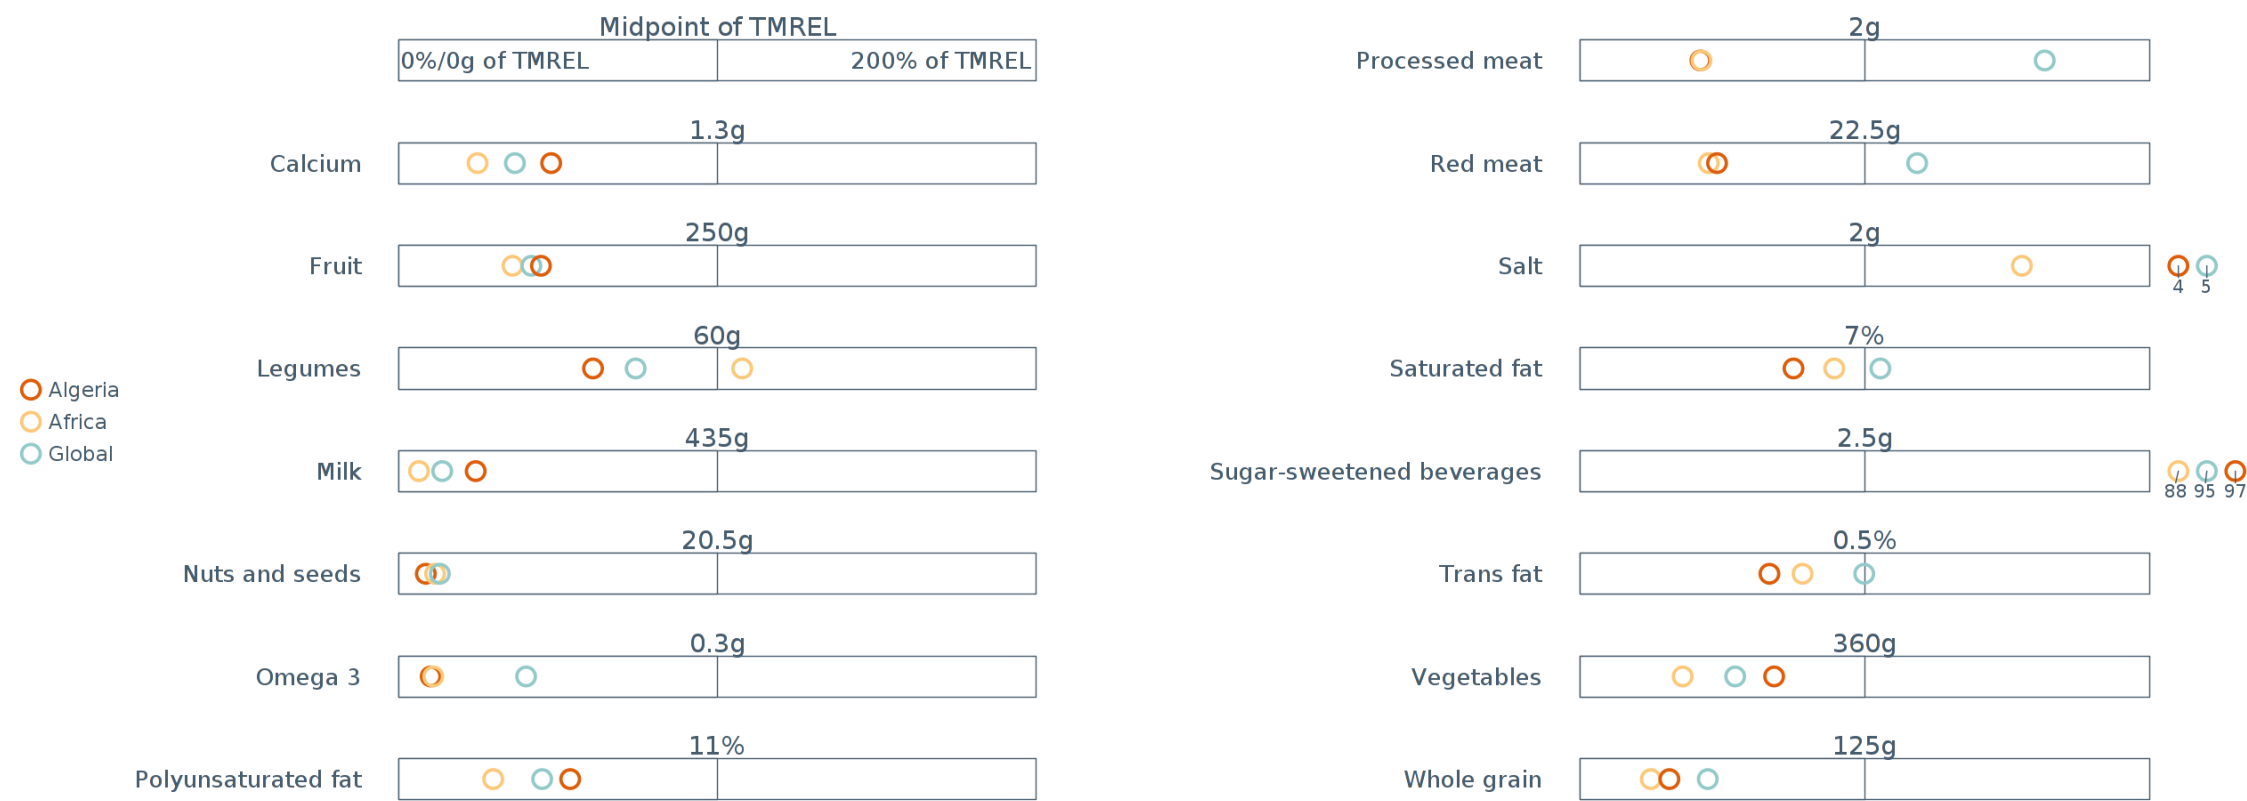 Midpoint of TMREL
0%/0g of TMREL
200% of TMREL
1.3g
Calcium
250g
Fruit
60g
Legumes
435g
Milk
20.5g
Nuts and seeds
0.3g
Omega 3
11%
Polyunsaturated fat
Algeria
Africa
Global
2g
Processed meat
22.5g
Red meat
2g
Salt
4 5
7%
Saturated fat
2.5g
Sugar-sweetened beverages
88 95 97
0.5%
Trans fat
360g
Vegetables
125g
Whole grain